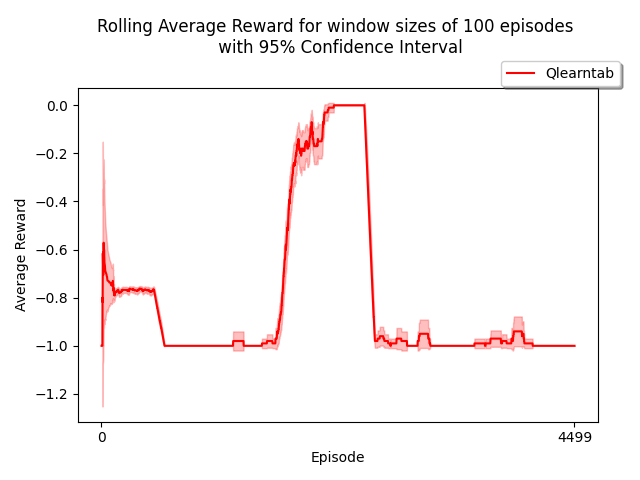 Rolling Average Reward for window sizes of 100 episodes
with 95% Confidence Interval
Qlearntab
0.0
−0.2
−0.4
−0.6
−0.8
−1.0
−1.2
Average Reward
0
4499
Episode